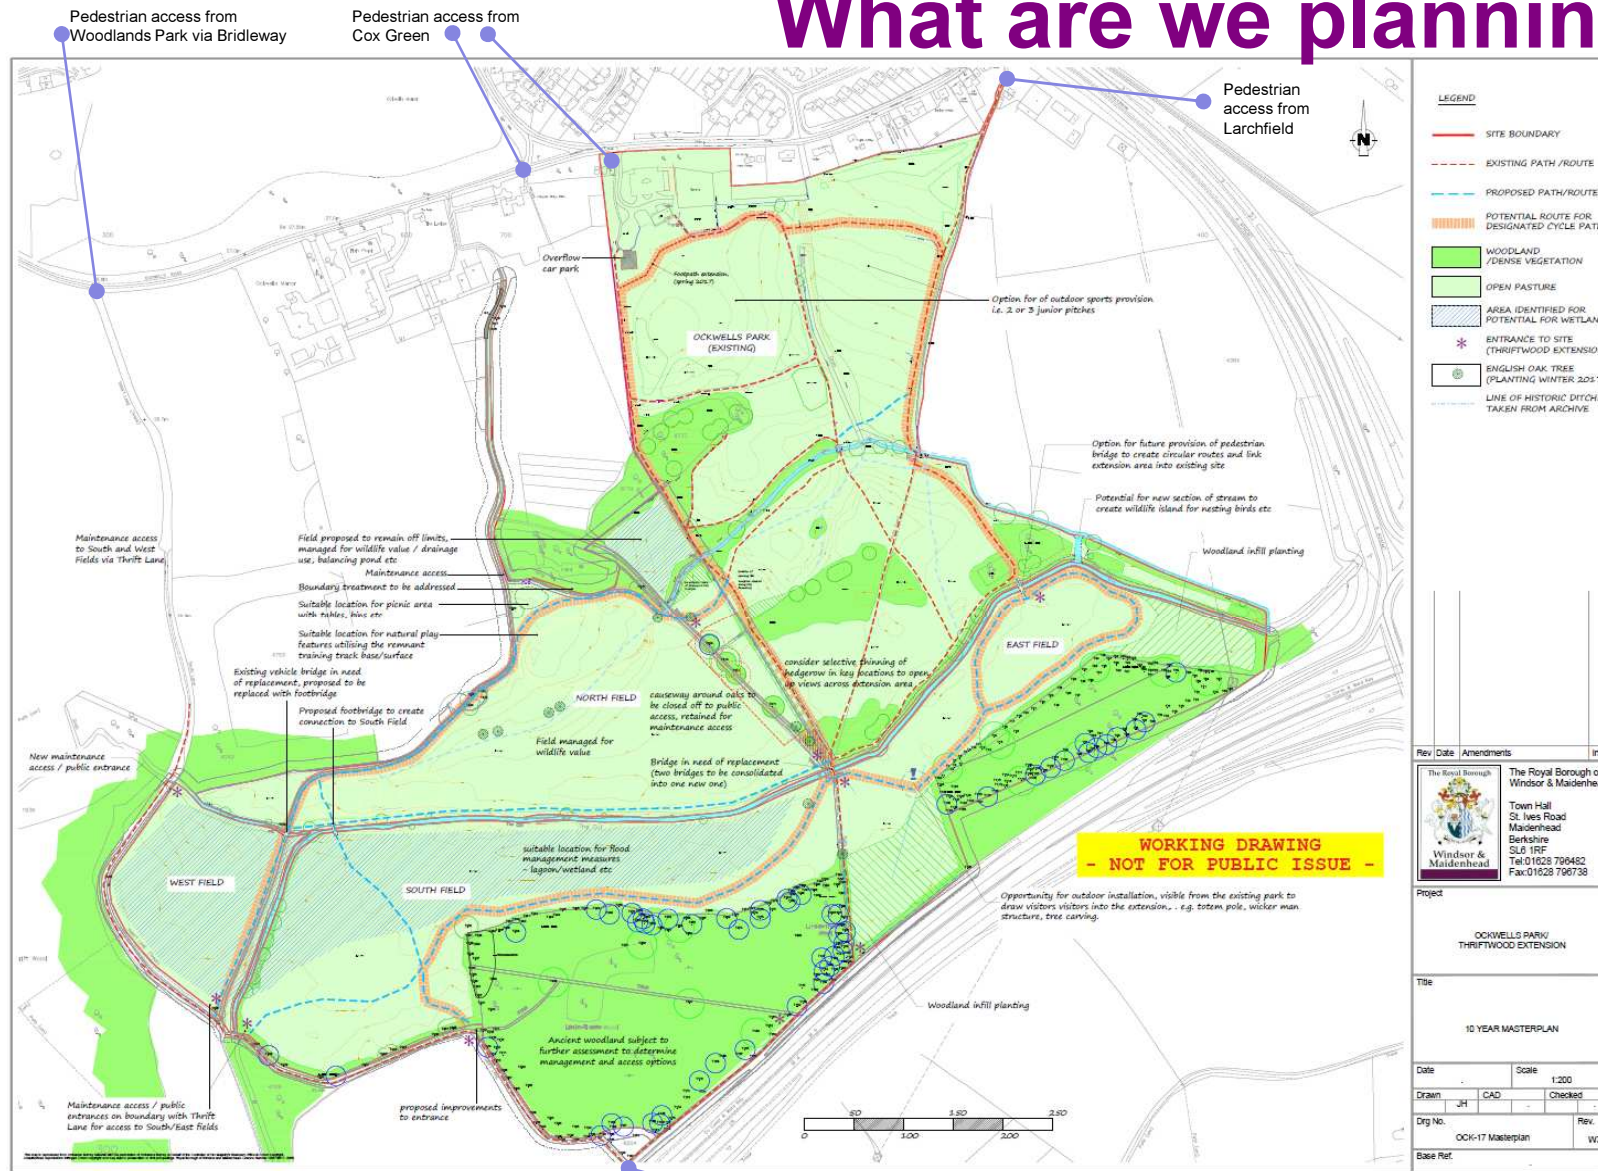 What are we plannin
Pedestrian access from
Woodlands Park via Bridleway
Pedestrian access from
Cox Green
Pedestrian
access from
Larchfield
N
Overflow
car park
Footpath extension
(spring 2017)
OCKWELLS PARK
(EXISTING)
Option for of outdoor sports provision
i.e. 2 or 3 junior pitches
Option for future provision of pedestrian
bridge to create circular routes and link
extension area into existing site
Potential for new section of stream to
create wildlife island for nesting birds etc
Woodland infill planting
Maintenance access
to South and West
Fields via Thrift Lane
Field proposed to remain off limits,
managed for wildlife value / drainage
use, balancing pond etc
Maintenance access
Boundary treatment to be addressed
Suitable location for picnic area
with tables, bins etc
Suitable location for natural play
features utilising the remnant
training track base/surface
Existing vehicle bridge in need
of replacement, proposed to be
replaced with footbridge
Proposed footbridge to create
connection to South Field
New maintenance
access / public entrance
EAST FIELD
consider selective thinning of
hedgerow in key locations to open
up views across extension area
NORTH FIELD
causeway around oaks to
be closed off to public
access, retained for
maintenance access
Field managed for
wildlife value
Bridge in need of replacement
(two bridges to be consolidated
into one new one)
suitable location for flood
management measures
- lagoon/wetland etc
WEST FIELD
SOUTH FIELD
WORKING DRAWING
- NOT FOR PUBLIC ISSUE -
Opportunity for outdoor installation, visible from the existing park to
draw visitors visitors into the extension, . e.g. totem pole, wicker man
structure, tree carving.
Woodland infill planting
Ancient woodland subject to
further assessment to determine
management and access options
proposed improvements
to entrance
Maintenance access / public
entrances on boundary with Thrift
Lane for access to South/East fields
0 50 100 150 200 250
LEGEND
SITE BOUNDARY
EXISTING PATH /ROUTE
PROPOSED PATH/ROUTE
POTENTIAL ROUTE FOR
DESIGNATED CYCLE PAT
WOODLAND
/DENSE VEGETATION
OPEN PASTURE
AREA IDENTIFIED FOR
POTENTIAL FOR WETLAN
ENTRANCE TO SITE
(THRIFTWOOD EXTENSIO
ENGLISH OAK TREE
(PLANTING WINTER 201
LINE OF HISTORIC DITCH
TAKEN FROM ARCHIVE
Rev Date Amendments
The Royal Borough
Windsor &
Maidenhead
The Royal Borough o
Windsor & Maidenhe
Town Hall
St. Ives Road
Maidenhead
Berkshire
SL6 1RF
Tel:01628 796482
Fax:01628 796738
Project
OCKWELLS PARK/
THRIFTWOOD EXTENSION
Title
10 YEAR MASTERPLAN
Date Scale
1:200
Drawn CAD Checked
JH
Drg No. Rev.
OCK-17 Masterplan
Base Ref.